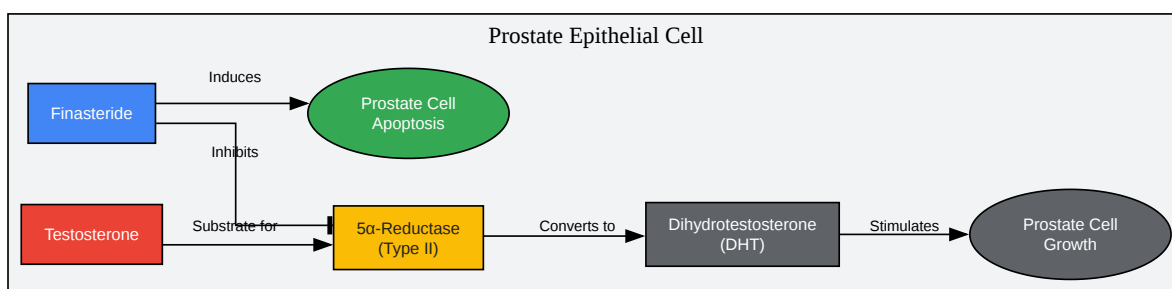 Prostate Epithelial Cell
Induces
Finasteride
Prostate Cell
Apoptosis
Inhibits
Testosterone
Substrate for
5α-Reductase
(Type II)
Converts to
Dihydrotestosterone
(DHT)
Stimulates
Prostate Cell
Growth